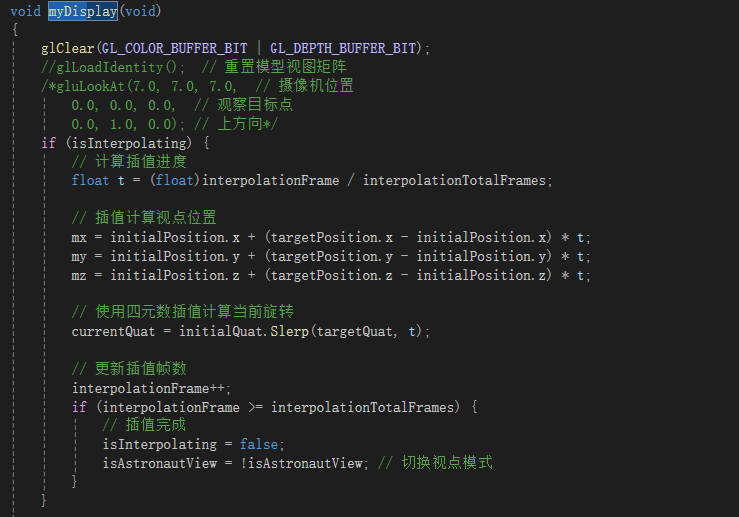 void myDisplay(void)
{
glClear(GL_COLOR_BUFFER_BIT | GL_DEPTH_BUFFER_BIT);
//glLoadIdentity();  // 重置模型视图矩阵
/*gluLookAt(7.0, 7.0, 7.0,  // 摄像机位置
0.0, 0.0, 0.0,  // 观察目标点
0.0, 1.0, 0.0); // 上方向*/
if (isInterpolating) {
// 计算插值进度
float t = (float)interpolationFrame / interpolationTotalFrames;
// 插值计算视点位置
mx = initialPosition.x + (targetPosition.x - initialPosition.x) * t;
my = initialPosition.y + (targetPosition.y - initialPosition.y) * t;
mz = initialPosition.z + (targetPosition.z - initialPosition.z) * t;
// 使用四元数插值计算当前旋转
currentQuat = initialQuat.Slerp(targetQuat, t);
// 更新插值帧数
interpolationFrame++;
if (interpolationFrame >= interpolationTotalFrames) {
// 插值完成
isInterpolating = false;
isAstronautView = !isAstronautView; // 切换视点模式
}
}